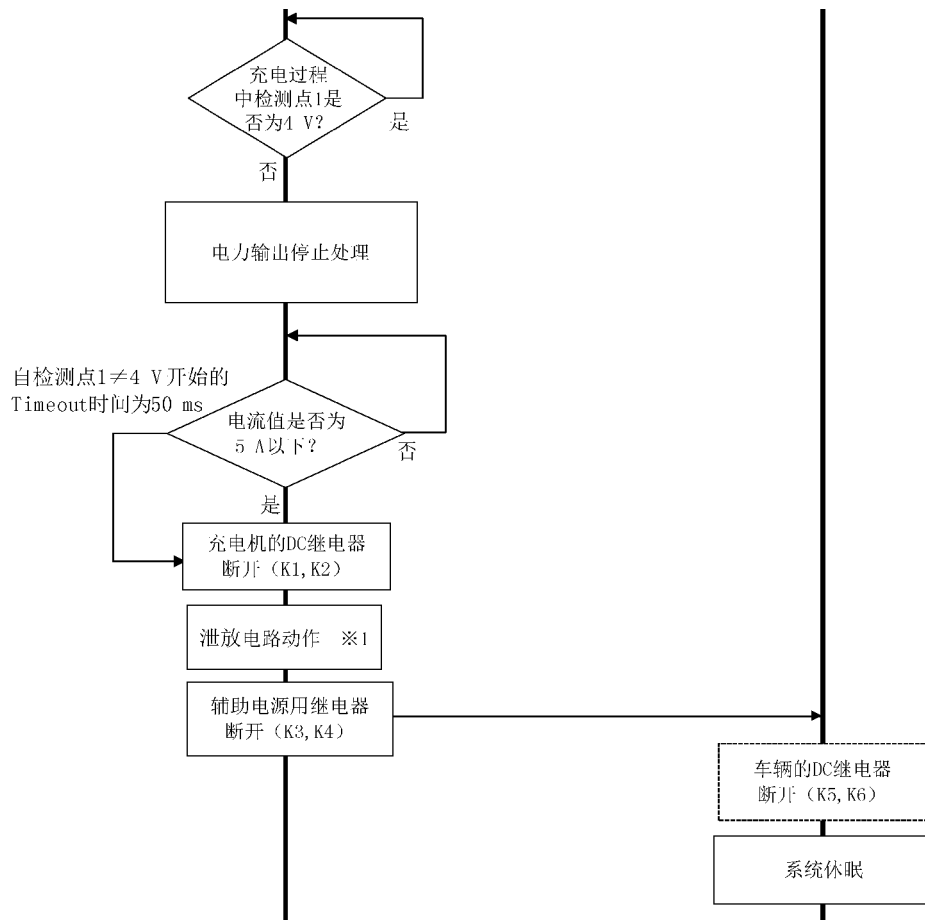 充电过程
中检测点1是
否为4 V?
是
否
电力输出停止处理
自检测点1≠4 V开始的
Timeout时间为50 ms
电流值是否为
5 A以下?
否
是
充电机的DC继电器
断开（K1,K2）
泄放电路动作 ※1
辅助电源用继电器
断开（K3,K4）
车辆的DC继电器
断开（K5,K6）
系统休眠